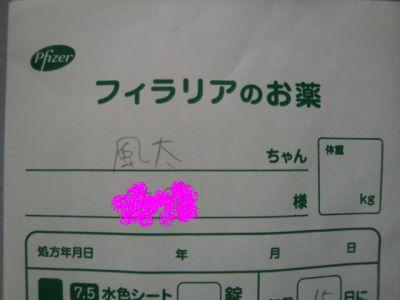 Pfizer
フィラリアのお薬
風太 ちゃん
様
体重
kg
処方年月日 年 月 日
7.5 水色シート 錠
15 日に